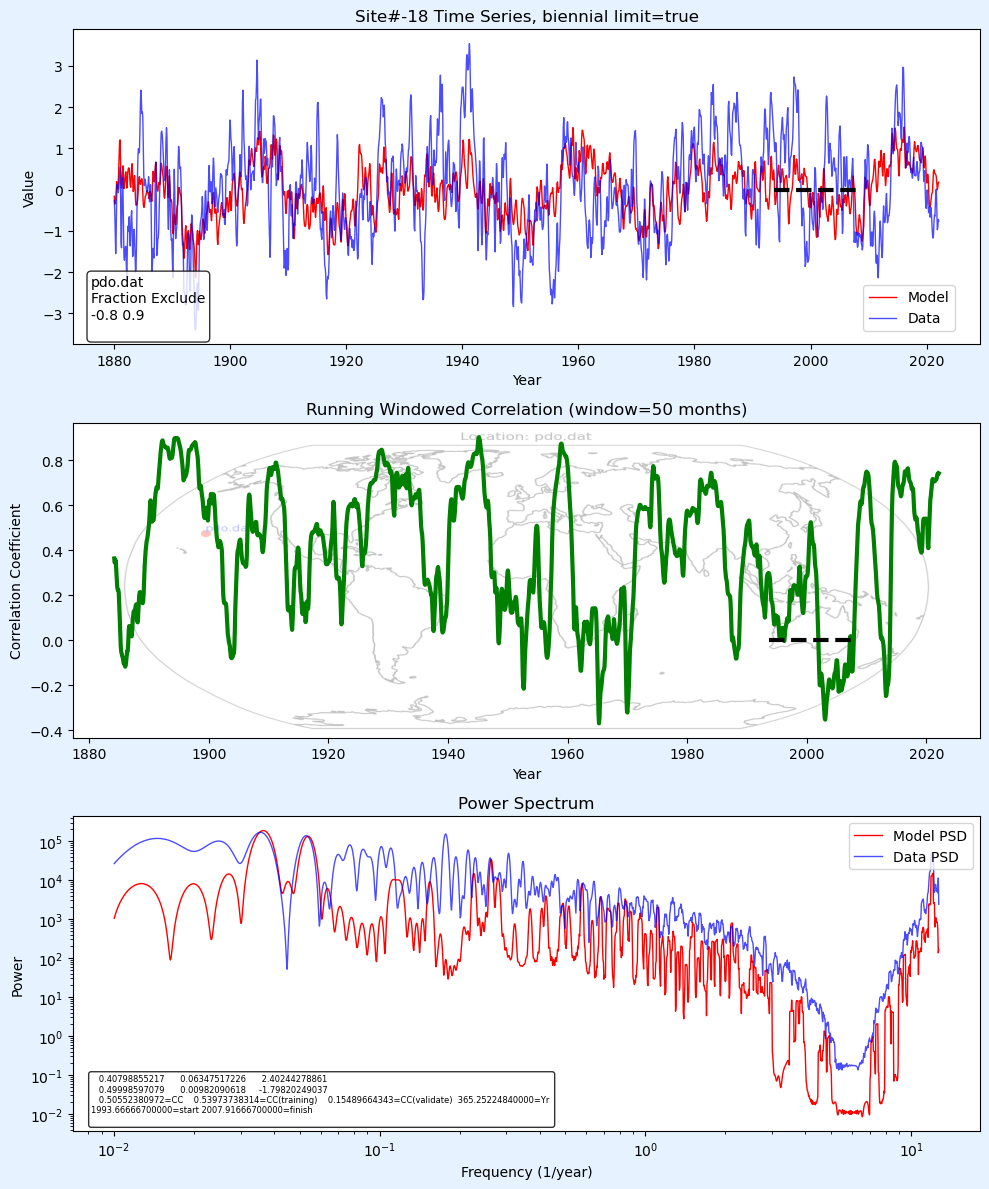 Site#-18 Time Series, biennial limit=true
Value
3
2
1
0
−1
−2
−3
pdo.dat
Fraction Exclude
-0.8 0.9
Model
Data
1880 1900 1920 1940 1960 1980 2000 2020
Year
Running Windowed Correlation (window=50 months)
Location: pdo.dat
Correlation Coefficient
0.8
0.6
0.4
0.2
0.0
−0.2
−0.4
pdo.dat
1880 1900 1920 1940 1960 1980 2000 2020
Year
Power Spectrum
Model PSD
Data PSD
Power
10⁵
10⁴
10³
10²
10¹
10⁰
10⁻¹
10⁻²
0.40798855217 0.06347517226 2.40244278861
0.49998597079 0.00982090618 -1.79820249037
0.50552380972=CC 0.53973738314=CC(training) 0.15489664343=CC(validate) 365.25224840000=Yr
1993.66666700000=start 2007.91666700000=finish
10⁻² 10⁻¹ 10⁰ 10¹
Frequency (1/year)